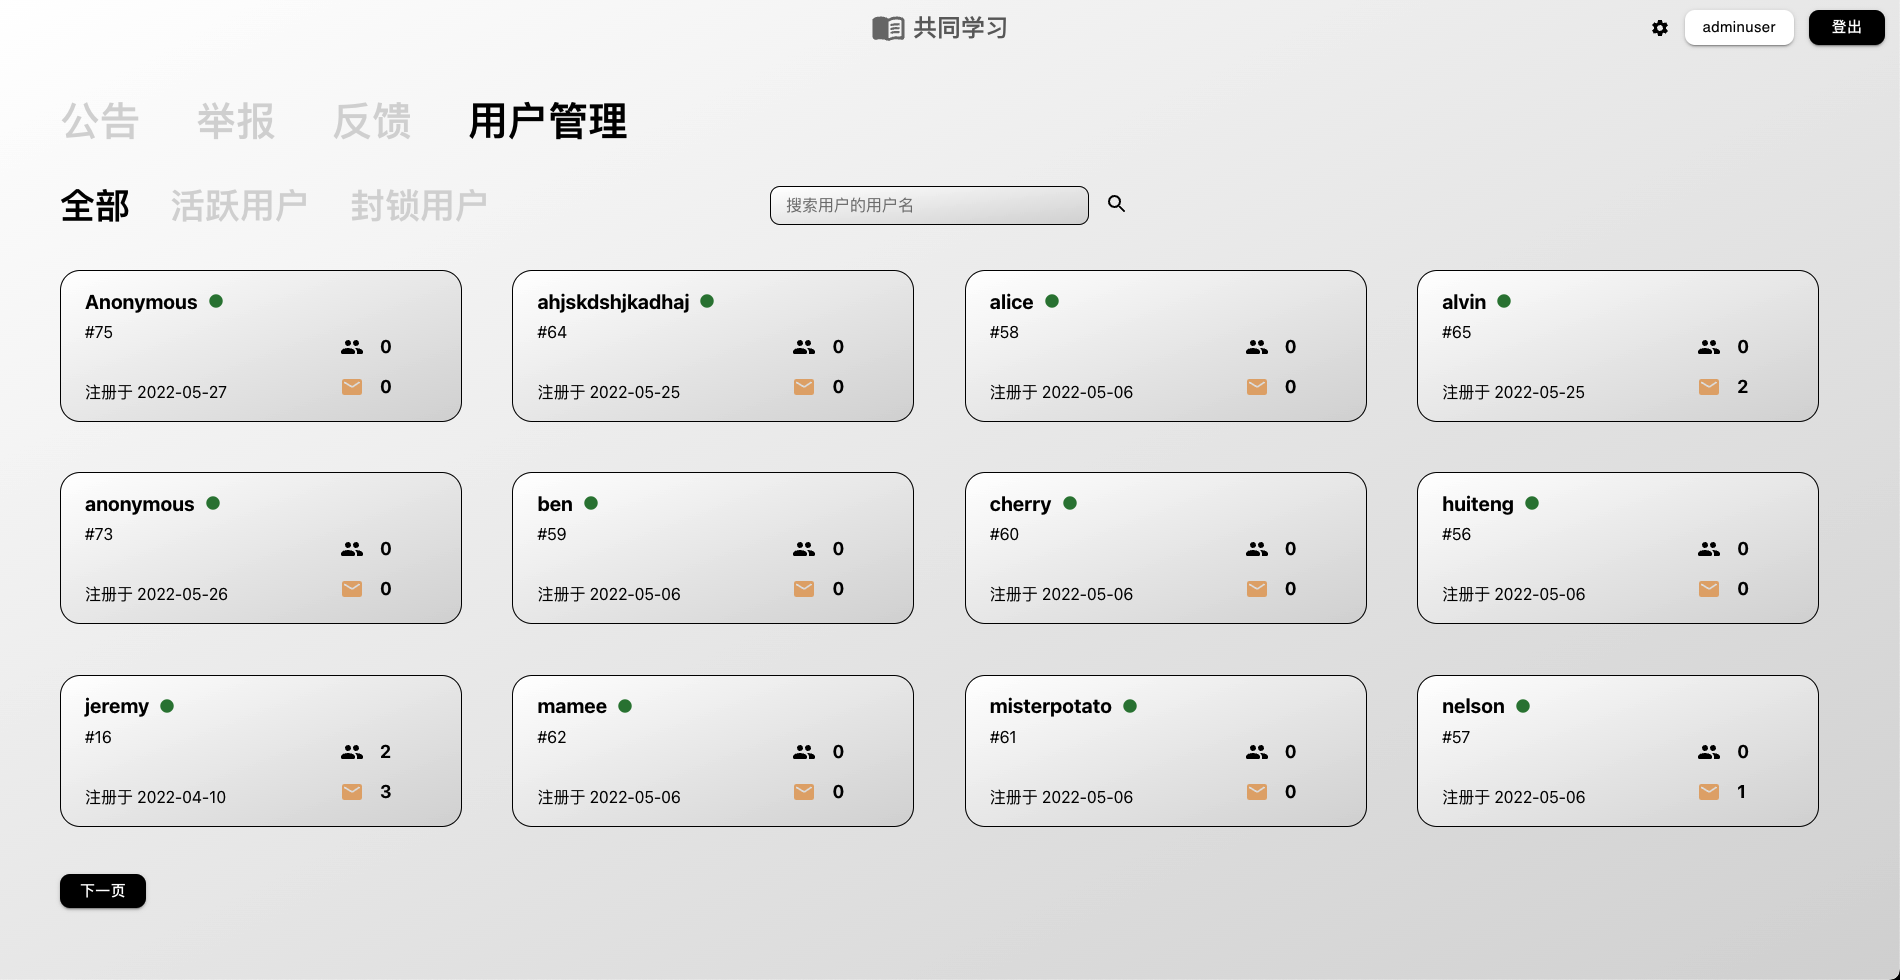 共同学习
adminuser
登出
公告 举报 反馈 用户管理
全部 活跃用户 封锁用户
搜索用户的用户名
Anonymous
#75
0
注册于 2022-05-27
0
ahjskdshjkadhaj
#64
0
注册于 2022-05-25
0
alice
#58
0
注册于 2022-05-06
0
alvin
#65
0
注册于 2022-05-25
2
anonymous
#73
0
注册于 2022-05-26
0
ben
#59
0
注册于 2022-05-06
0
cherry
#60
0
注册于 2022-05-06
0
huiteng
#56
0
注册于 2022-05-06
0
jeremy
#16
2
注册于 2022-04-10
3
mamee
#62
0
注册于 2022-05-06
0
misterpotato
#61
0
注册于 2022-05-06
0
nelson
#57
0
注册于 2022-05-06
1
下一页